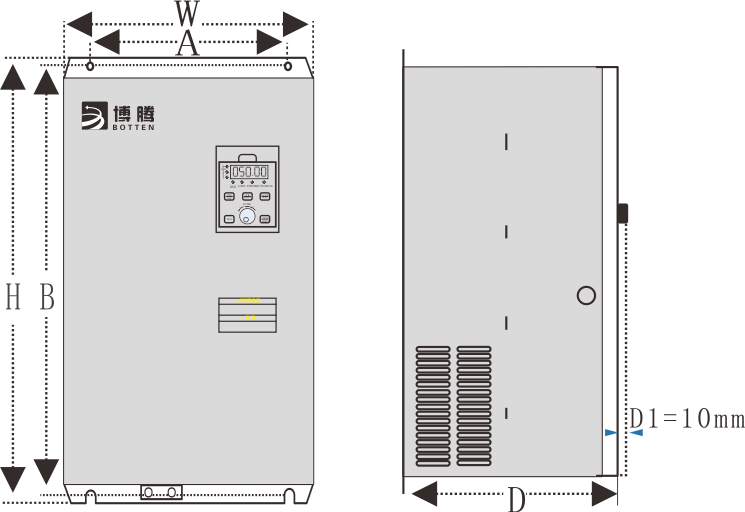 W
A
博腾
BOTTEN
050.00
H
B
D1=10mm
D